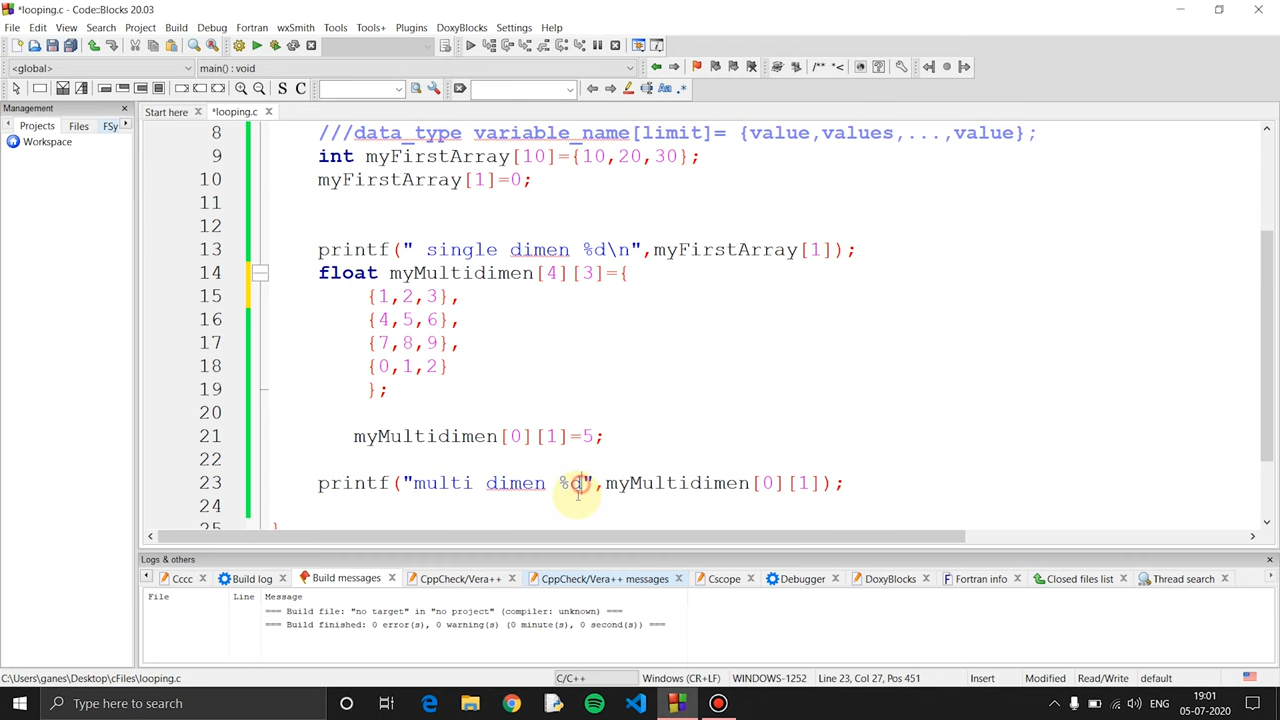 *looping.c - Code::Blocks 20.03
File Edit View Search Project Build Debug Fortran wxSmith Tools Tools+ Plugins DoxyBlocks Settings Help
<global> main() : void
Management
Start here *looping.c
Projects Files FSy
Workspace
8 ///data_type variable_name[limit]= {value,values,...,value};
9 int myFirstArray[10]={10,20,30};
10 myFirstArray[1]=0;
11
12
13 printf(" single dimen %d\n",myFirstArray[1]);
14 float myMultidimen[4][3]={
15 {1,2,3},
16 {4,5,6},
17 {7,8,9},
18 {0,1,2}
19 };
20
21 myMultidimen[0][1]=5;
22
23 printf("multi dimen %d",myMultidimen[0][1]);
24
25 }
Logs & others
Cccc Build log Build messages CppCheck/Vera++ CppCheck/Vera++ messages Cscope Debugger DoxyBlocks Fortran info Closed files list Thread search
File Line Message
=== Build file: "no target" in "no project" (compiler: unknown) ===
=== Build finished: 0 error(s), 0 warning(s) (0 minute(s), 0 second(s)) ===
C:\Users\ganes\Desktop\cFiles\looping.c C/C++ Windows (CR+LF) WINDOWS-1252 Line 23, Col 27, Pos 451 Insert Modified Read/Write default
Type here to search
ENG
19:01
05-07-2020